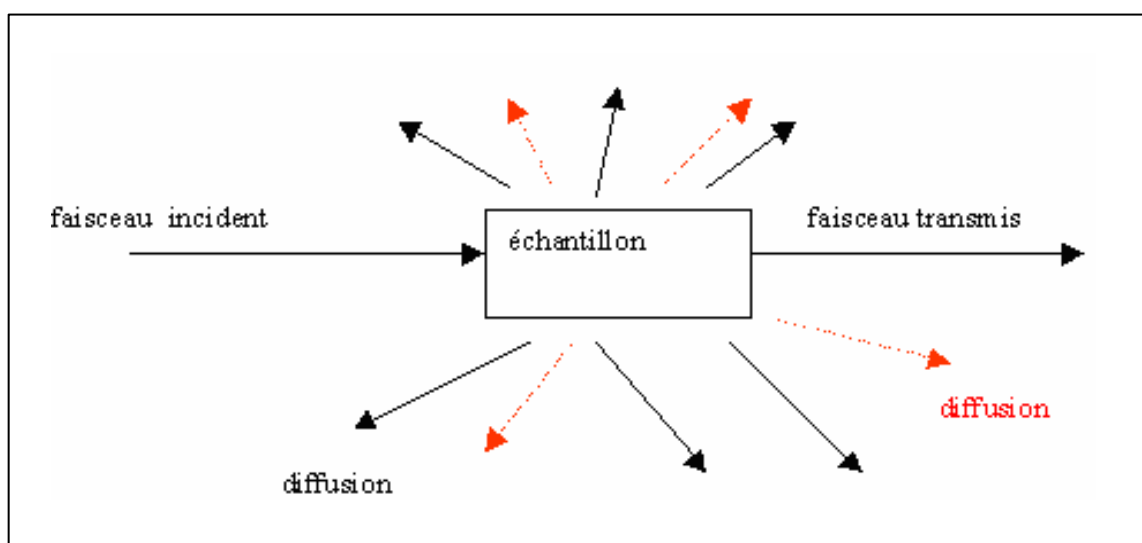 faisceau incident
échantillon
faisceau transmis
diffusion
diffusion